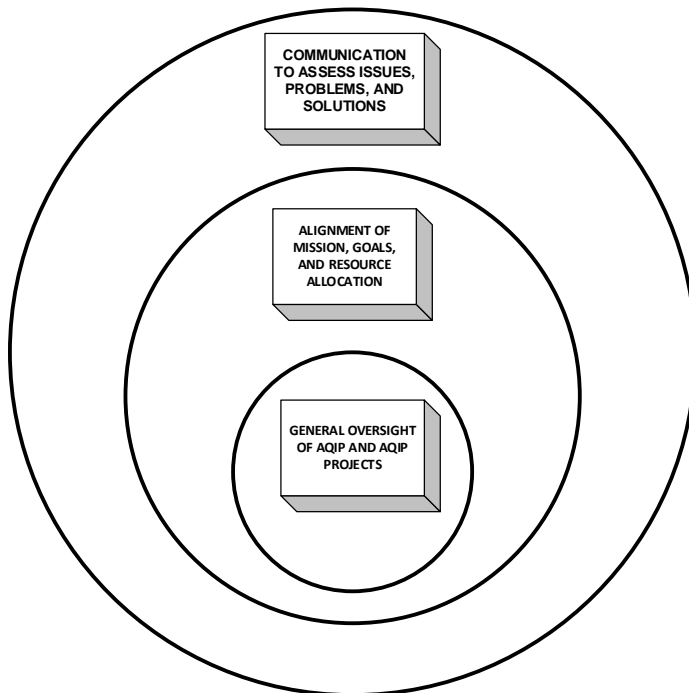 COMMUNICATION
TO ASSESS ISSUES,
PROBLEMS, AND
SOLUTIONS
ALIGNMENT OF
MISSION, GOALS,
AND RESOURCE
ALLOCATION
GENERAL OVERSIGHT
OF AQIP AND AQIP
PROJECTS